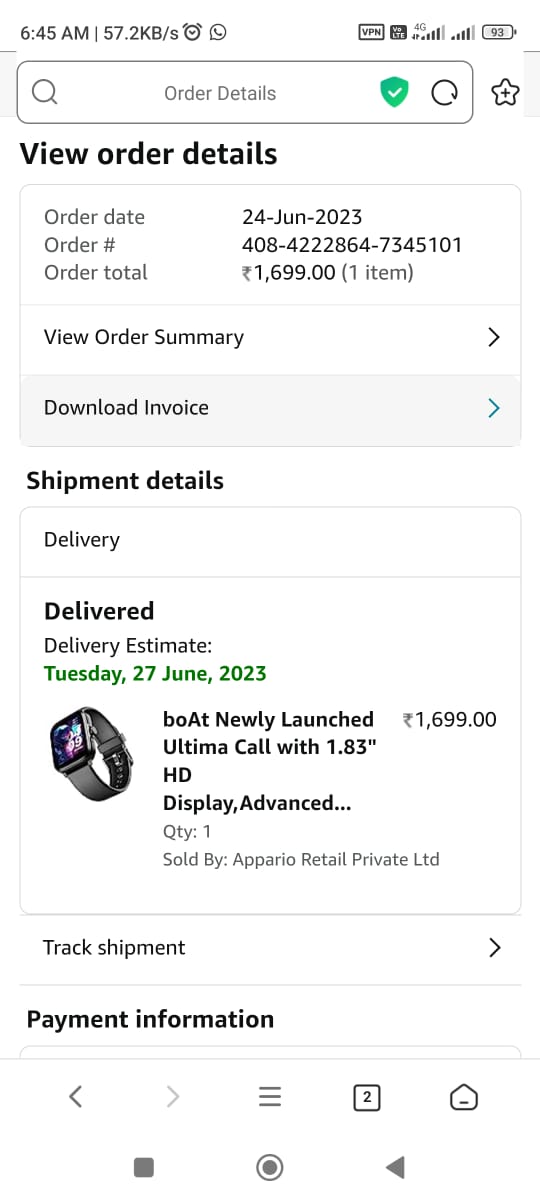 6:45 AM | 57.2KB/s
VPN Vo LTE 4G 93
Order Details
View order details
Order date 24-Jun-2023
Order # 408-4222864-7345101
Order total ₹1,699.00 (1 item)
View Order Summary
Download Invoice
Shipment details
Delivery
Delivered
Delivery Estimate:
Tuesday, 27 June, 2023
boAt Newly Launched ₹1,699.00
Ultima Call with 1.83"
HD
Display,Advanced...
Qty: 1
Sold By: Appario Retail Private Ltd
Track shipment
Payment information
2